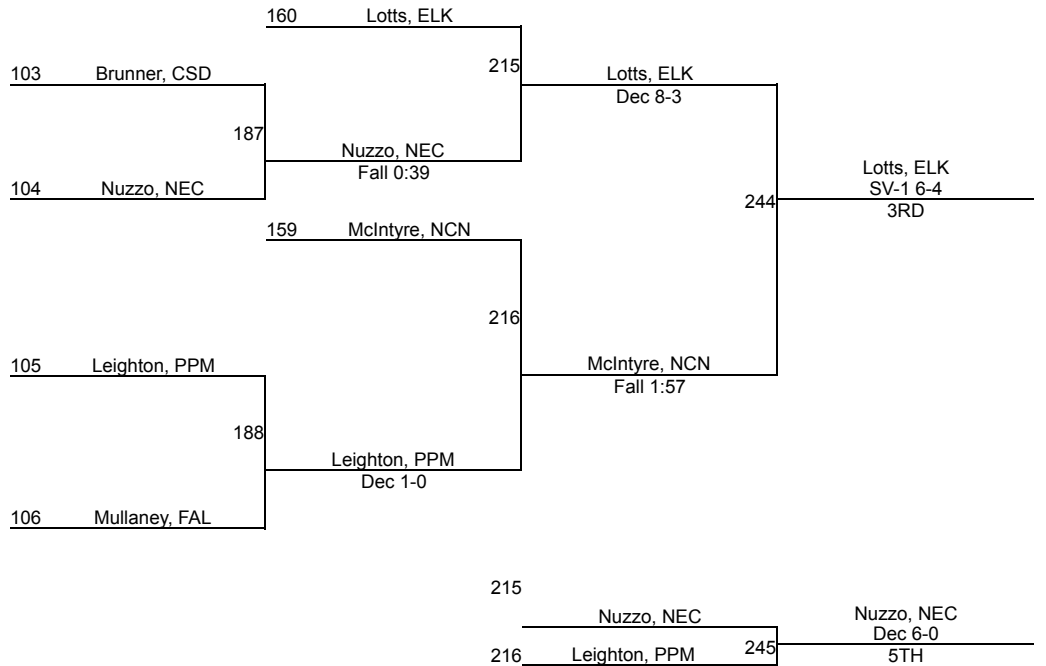 160 Lotts, ELK
215
103 Brunner, CSD
Lotts, ELK
Dec 8-3
187
Nuzzo, NEC
Fall 0:39
104 Nuzzo, NEC
Lotts, ELK
SV-1 6-4
3RD
244
159 McIntyre, NCN
216
105 Leighton, PPM
McIntyre, NCN
Fall 1:57
188
Leighton, PPM
Dec 1-0
106 Mullaney, FAL
215
Nuzzo, NEC
216 Leighton, PPM
245
Nuzzo, NEC
Dec 6-0
5TH